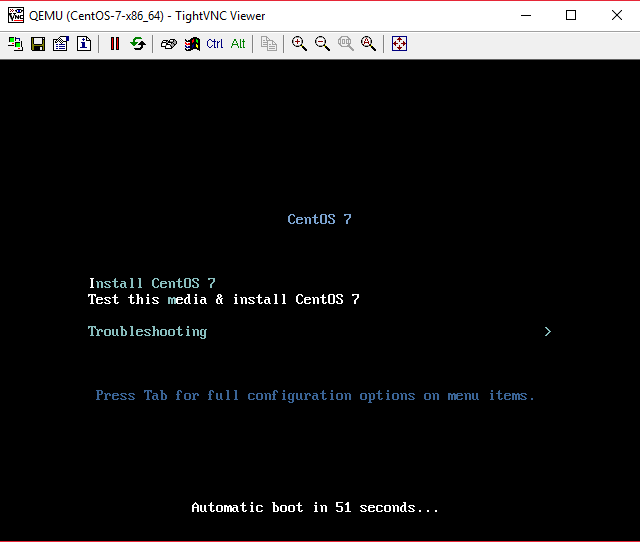 QEMU (CentOS-7-x86_64) - TightVNC Viewer
Ctrl Alt
CentOS 7
Install CentOS 7
Test this media & install CentOS 7
Troubleshooting >
Press Tab for full configuration options on menu items.
Automatic boot in 51 seconds...